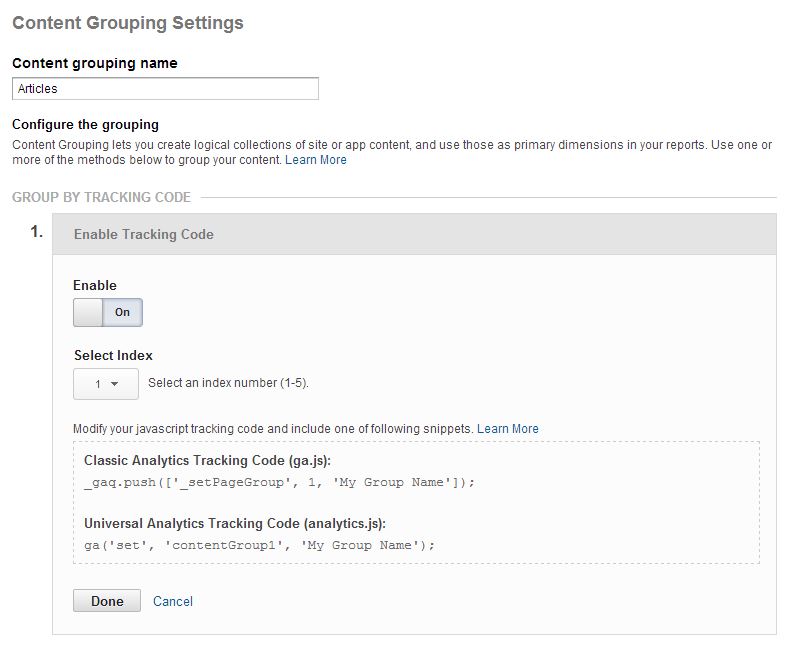 Content Grouping Settings
Content grouping name
Articles
Configure the grouping
Content Grouping lets you create logical collections of site or app content, and use those as primary dimensions in your reports. Use one or
more of the methods below to group your content. Learn More
GROUP BY TRACKING CODE
1.
Enable Tracking Code
Enable
On
Select Index
1 Select an index number (1-5).
Modify your javascript tracking code and include one of following snippets. Learn More
Classic Analytics Tracking Code (ga.js):
_gaq.push(['_setPageGroup', 1, 'My Group Name']);
Universal Analytics Tracking Code (analytics.js):
ga('set', 'contentGroup1', 'My Group Name');
Done Cancel